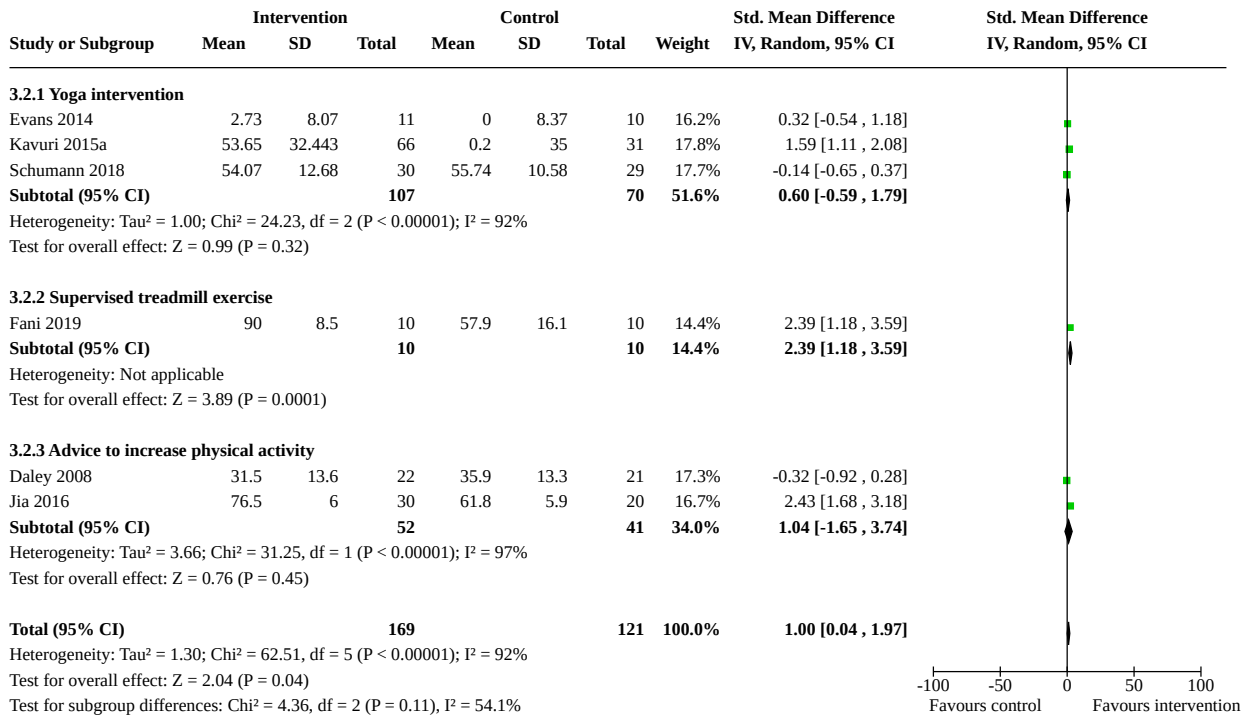 Intervention Control Std. Mean Difference Std. Mean Difference
Study or Subgroup Mean SD Total Mean SD Total Weight IV, Random, 95% CI IV, Random, 95% CI
3.2.1 Yoga intervention
Evans 2014 2.73 8.07 11 0 8.37 10 16.2% 0.32 [-0.54 , 1.18]
Kavuri 2015a 53.65 32.443 66 0.2 35 31 17.8% 1.59 [1.11 , 2.08]
Schumann 2018 54.07 12.68 30 55.74 10.58 29 17.7% -0.14 [-0.65 , 0.37]
Subtotal (95% CI) 107 70 51.6% 0.60 [-0.59 , 1.79]
Heterogeneity: Tau² = 1.00; Chi² = 24.23, df = 2 (P < 0.00001); I² = 92%
Test for overall effect: Z = 0.99 (P = 0.32)
3.2.2 Supervised treadmill exercise
Fani 2019 90 8.5 10 57.9 16.1 10 14.4% 2.39 [1.18 , 3.59]
Subtotal (95% CI) 10 10 14.4% 2.39 [1.18 , 3.59]
Heterogeneity: Not applicable
Test for overall effect: Z = 3.89 (P = 0.0001)
3.2.3 Advice to increase physical activity
Daley 2008 31.5 13.6 22 35.9 13.3 21 17.3% -0.32 [-0.92 , 0.28]
Jia 2016 76.5 6 30 61.8 5.9 20 16.7% 2.43 [1.68 , 3.18]
Subtotal (95% CI) 52 41 34.0% 1.04 [-1.65 , 3.74]
Heterogeneity: Tau² = 3.66; Chi² = 31.25, df = 1 (P < 0.00001); I² = 97%
Test for overall effect: Z = 0.76 (P = 0.45)
Total (95% CI) 169 121 100.0% 1.00 [0.04 , 1.97]
Heterogeneity: Tau² = 1.30; Chi² = 62.51, df = 5 (P < 0.00001); I² = 92%
Test for overall effect: Z = 2.04 (P = 0.04)
Test for subgroup differences: Chi² = 4.36, df = 2 (P = 0.11), I² = 54.1%
-100 -50 0 50 100
Favours control Favours intervention